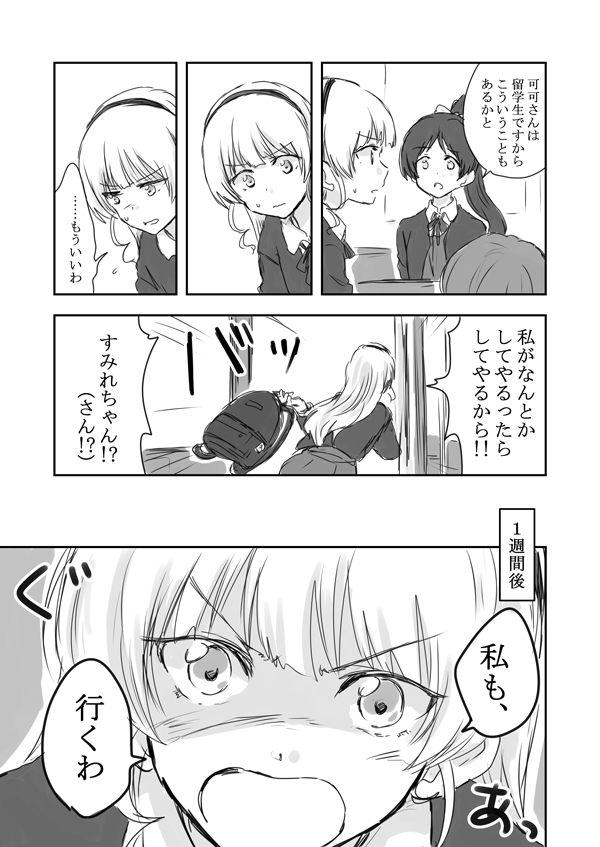 可可さんは
留学生ですから
こういうことも
あるかと
……もういいわ
私がなんとか
してやるったら
してやるから!!
バッ
すみれちゃん!?
(さん!?)
1週間後
私も、
あっ
ぐ
行くわ